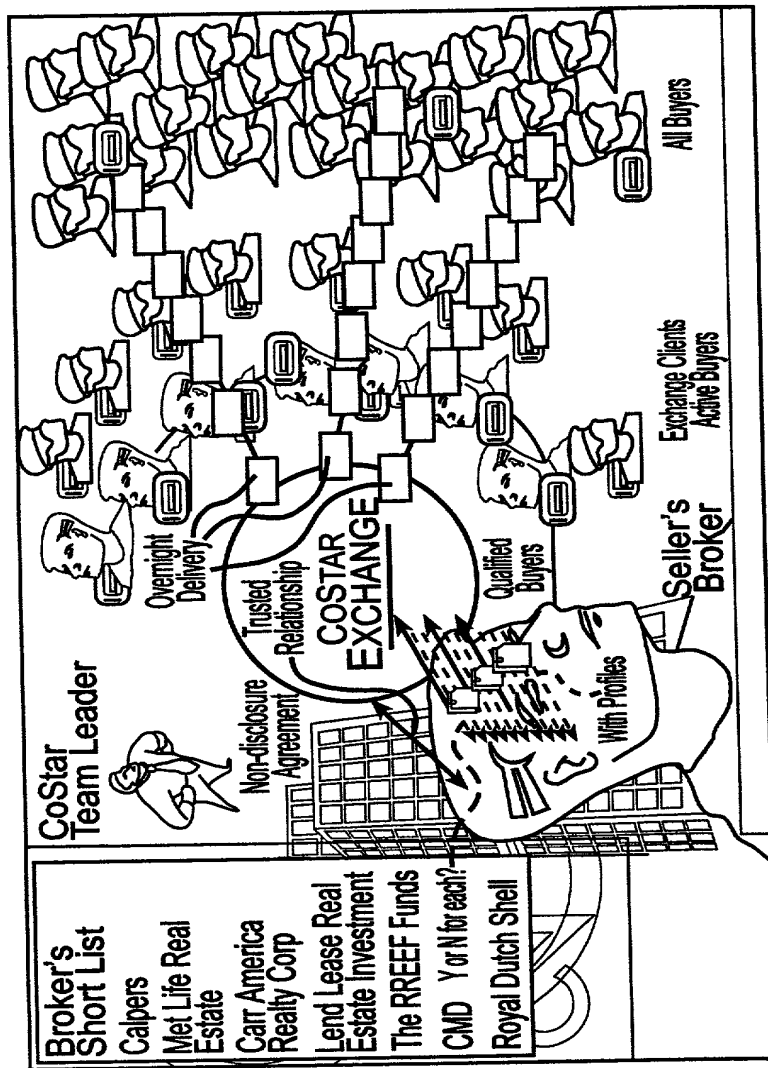 Broker's
Short List
Calpers
Met Life Real
Estate
Carr America
Realty Corp
Lend Lease Real
Estate Investment
The RREEF Funds
CMD Y or N for each?
Royal Dutch Shell
CoStar
Team Leader
Non-disclosure
Agreement
Overnight
Delivery
Trusted
Relationship
COSTAR
EXCHANGE
With Profiles
Qualified
Buyers
Seller's
Broker
Exchange Clients
Active Buyers
All Buyers